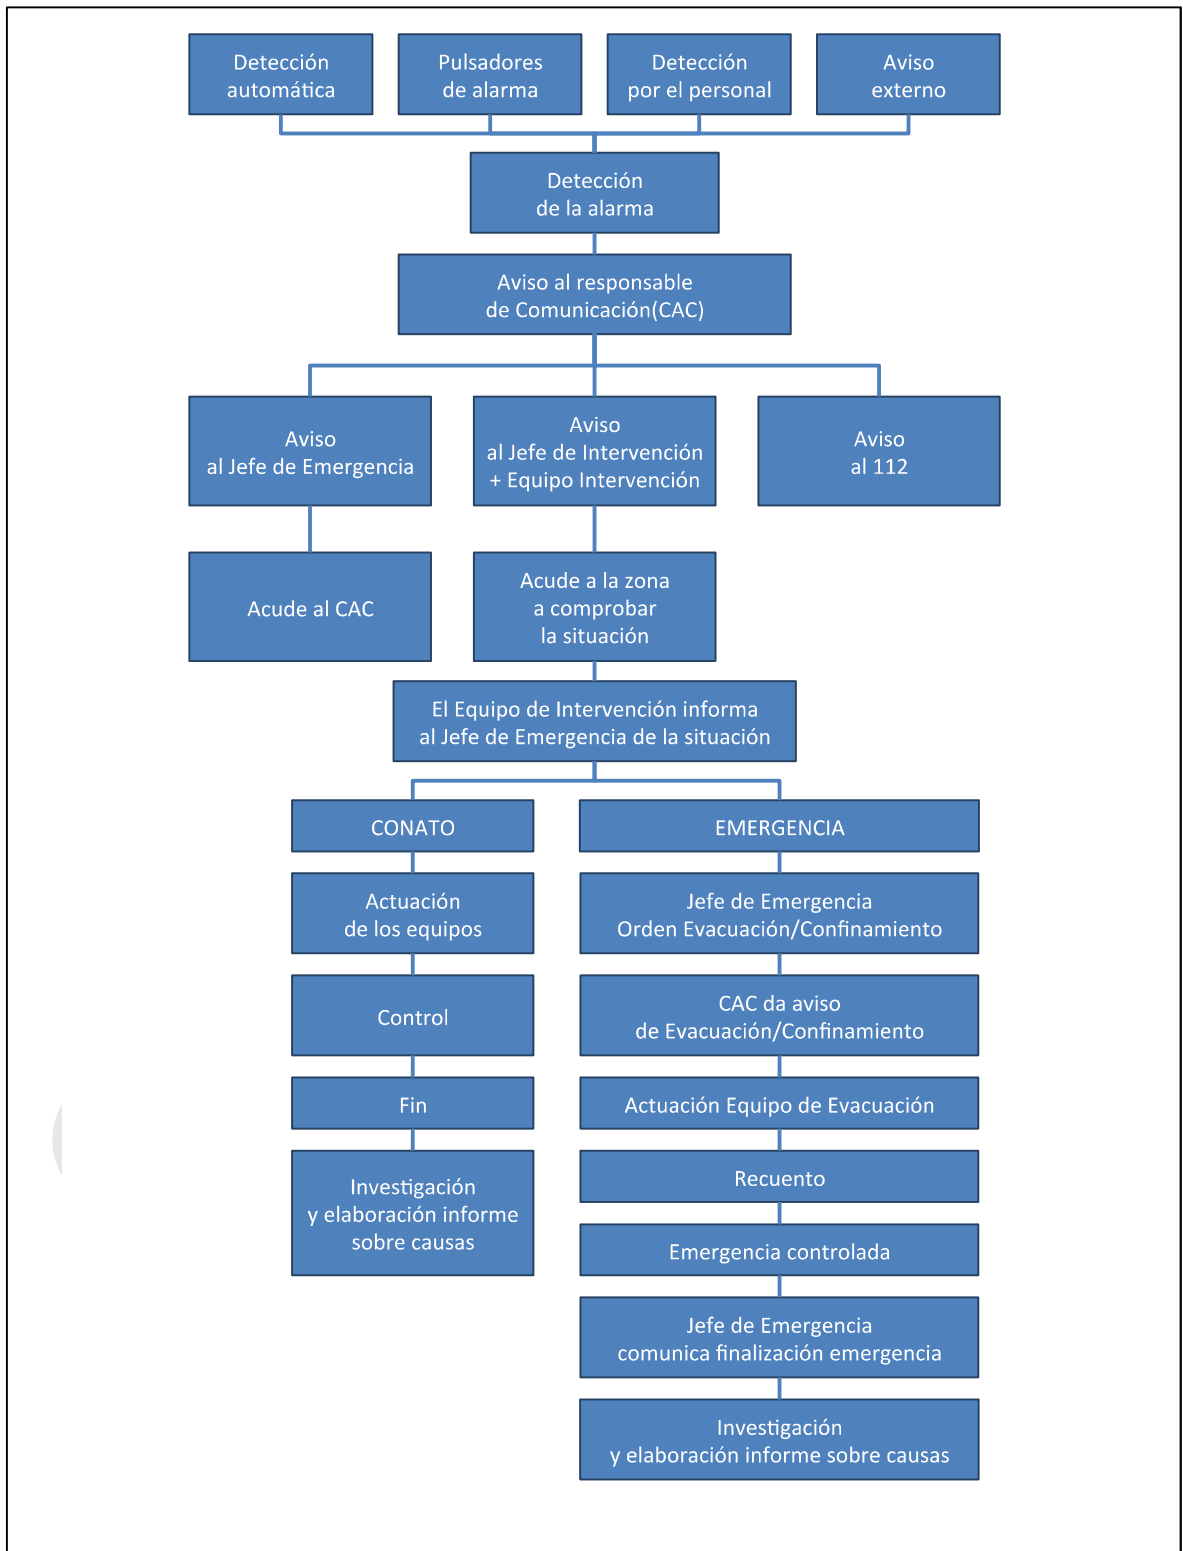 Detección
automática
Pulsadores
de alarma
Detección
por el personal
Aviso
externo
Detección
de la alarma
Aviso al responsable
de Comunicación(CAC)
Aviso
al Jefe de Emergencia
Aviso
al Jefe de Intervención
+ Equipo Intervención
Aviso
al 112
Acude al CAC
Acude a la zona
a comprobar
la situación
El Equipo de Intervención informa
al Jefe de Emergencia de la situación
CONATO
Actuación
de los equipos
Control
Fin
Investigación
y elaboración informe
sobre causas
EMERGENCIA
Jefe de Emergencia
Orden Evacuación/Confinamiento
CAC da aviso
de Evacuación/Confinamiento
Actuación Equipo de Evacuación
Recuento
Emergencia controlada
Jefe de Emergencia
comunica finalización emergencia
Investigación
y elaboración informe sobre causas